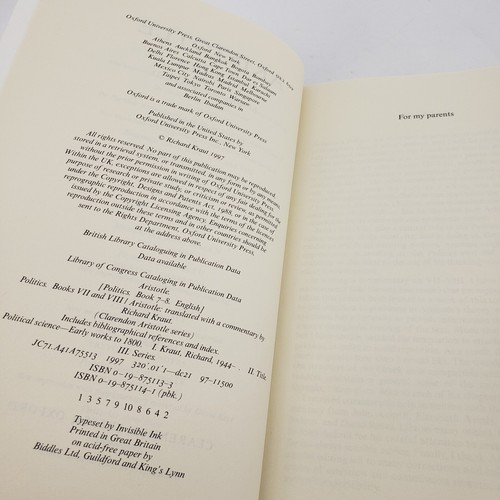 Oxford University Press, Great Clarendon Street, Oxford OX2 6DP
Oxford New York
Athens Auckland Bangkok Bogota Bombay
Buenos Aires Calcutta Cape Town Dar es Salaam
Delhi Florence Hong Kong Istanbul Karachi
Kuala Lumpur Madras Madrid Melbourne
Mexico City Nairobi Paris Singapore
Taipei Tokyo Toronto Warsaw
and associated companies in
Berlin Ibadan
Oxford is a trade mark of Oxford University Press
Published in the United States by
Oxford University Press Inc., New York
© Richard Kraut 1997
All rights reserved. No part of this publication may be reproduced,
stored in a retrieval system, or transmitted, in any form or by any means,
without the prior permission in writing of Oxford University Press.
Within the UK, exceptions are allowed in respect of any fair dealing for the
purpose of research or private study, or criticism or review, as permitted
under the Copyright, Designs and Patents Act, 1988, or in the case of
reprographic reproduction in accordance with the terms of the licences
issued by the Copyright Licensing Agency. Enquiries concerning
reproduction outside these terms and in other countries should be
sent to the Rights Department, Oxford University Press,
at the address above.
British Library Cataloguing in Publication Data
Data available
Library of Congress Cataloging in Publication Data
Aristotle.
[Politics. Book 7–8. English]
Politics. Books VII and VIII / Aristotle: translated with a commentary by
Richard Kraut.
(Clarendon Aristotle series)
Includes bibliographical references and index.
Political science—Early works to 1800. I. Kraut, Richard, 1944– . II. Title.
III. Series.
JC71.A41A75513 1997 320'.01'1—dc21 97-11500
ISBN 0–19–875113–3
ISBN 0–19–875114–1 (pbk.)
1 3 5 7 9 10 8 6 4 2
Typeset by Invisible Ink
Printed in Great Britain
on acid-free paper by
Biddles Ltd, Guildford and King's Lynn
For my parents